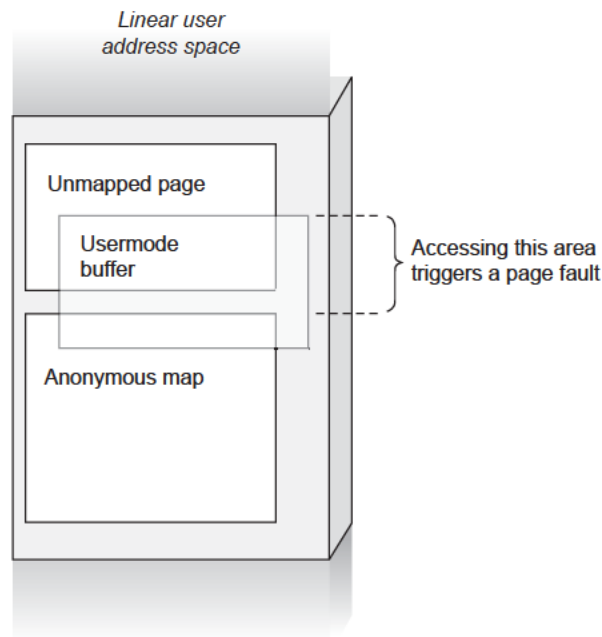 Linear user
address space
Unmapped page
Usermode
buffer
Accessing this area
triggers a page fault
Anonymous map